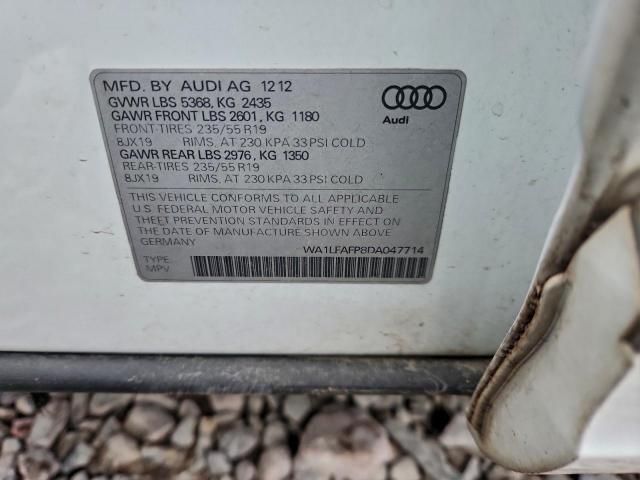 MFD. BY AUDI AG 12 12
GVWR LBS 5368, KG 2435
GAWR FRONT LBS 2601, KG 1180
FRONT-TIRES 235/55 R19
8JX19 RIMS, AT 230 KPA 33 PSI COLD
GAWR REAR LBS 2976, KG 1350
REAR-TIRES 235/55 R19
8JX19 RIMS, AT 230 KPA 33 PSI COLD
THIS VEHICLE CONFORMS TO ALL APPLICABLE
U.S. FEDERAL MOTOR VEHICLE SAFETY AND
THEFT PREVENTION STANDARDS IN EFFECT ON
THE DATE OF MANUFACTURE SHOWN ABOVE
GERMANY
WA1LFAFP8DA047714
TYPE:
MPV
Audi